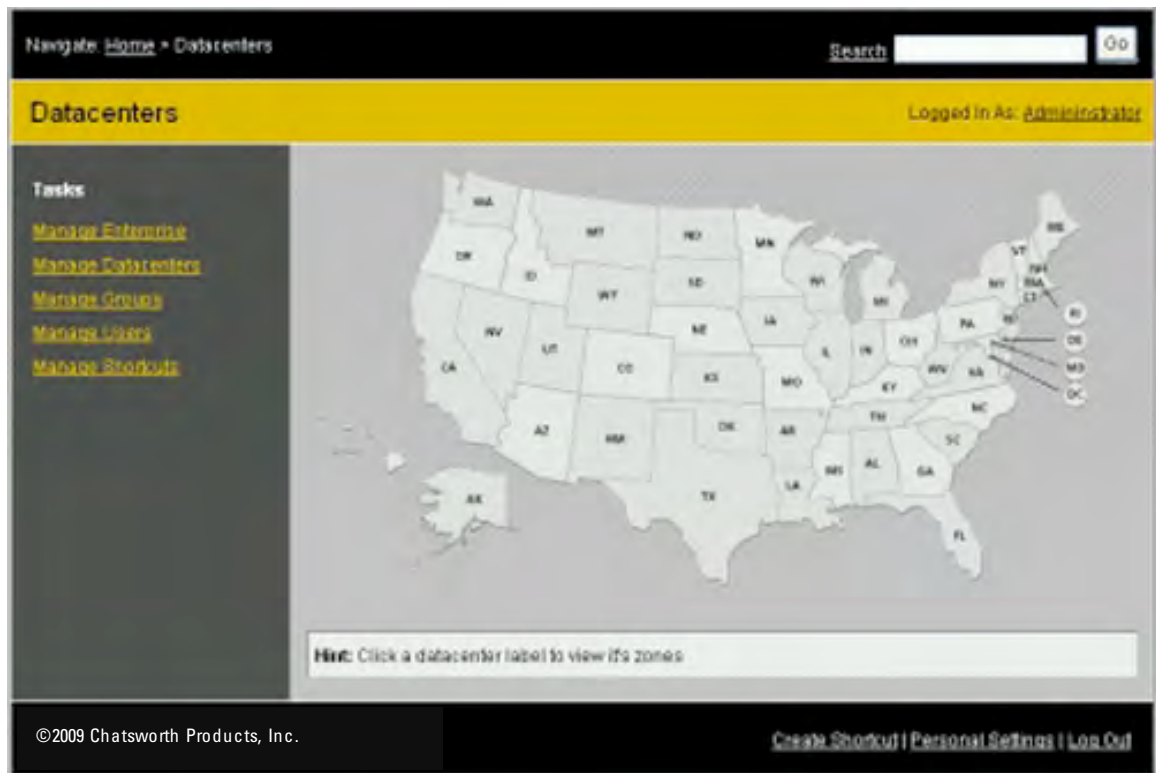 Navigate: Home > Datacenters
Search
Go
Datacenters
Logged In As: Admininstrator
Tasks
Manage Enterprise
Manage Datacenters
Manage Groups
Manage Users
Manage Shortcuts
WA
OR
CA
NV
ID
MT
WY
UT
AZ
CO
NM
ND
SD
NE
KS
OK
TX
MN
IA
MO
AR
LA
WI
IL
MI
IN
OH
KY
TN
MS
AL
GA
FL
SC
NC
VA
WV
PA
NY
VT
NH
MA
CT
ME
NJ
RI
DE
MD
DC
AK
Hint: Click a datacenter label to view it's zones
©2009 Chatsworth Products, Inc.
Create Shortcut | Personal Settings | Log Out